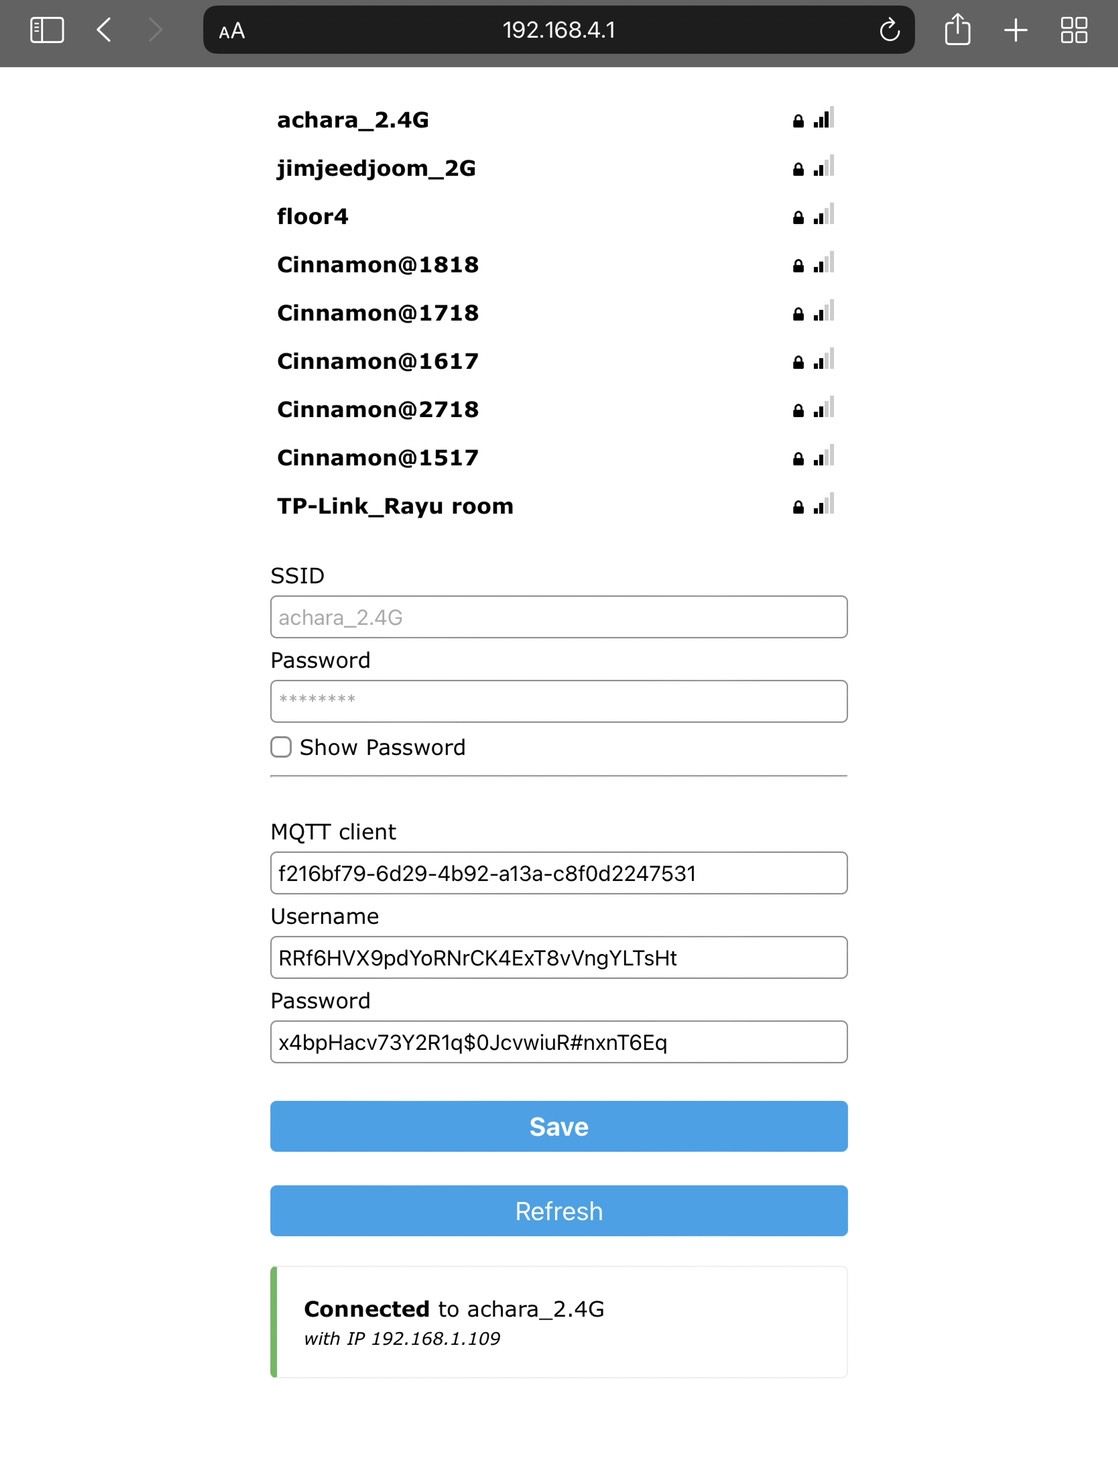 AA
192.168.4.1
achara_2.4G
jimjeedjoom_2G
floor4
Cinnamon@1818
Cinnamon@1718
Cinnamon@1617
Cinnamon@2718
Cinnamon@1517
TP-Link_Rayu room
SSID
achara_2.4G
Password
********
Show Password
MQTT client
f216bf79-6d29-4b92-a13a-c8f0d2247531
Username
RRf6HVX9pdYoRNrCK4ExT8vVngYLTsHt
Password
x4bpHacv73Y2R1q$0JcvwiuR#nxnT6Eq
Save
Refresh
Connected to achara_2.4G
with IP 192.168.1.109